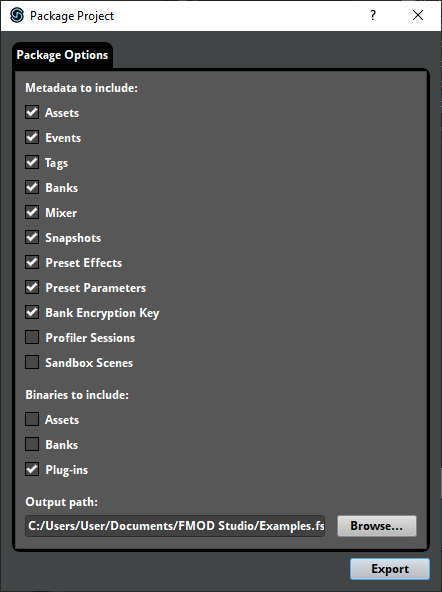 Package Project
?
Package Options
Metadata to include:
Assets
Events
Tags
Banks
Mixer
Snapshots
Preset Effects
Preset Parameters
Bank Encryption Key
Profiler Sessions
Sandbox Scenes
Binaries to include:
Assets
Banks
Plug-ins
Output path:
C:/Users/User/Documents/FMOD Studio/Examples.fs
Browse...
Export